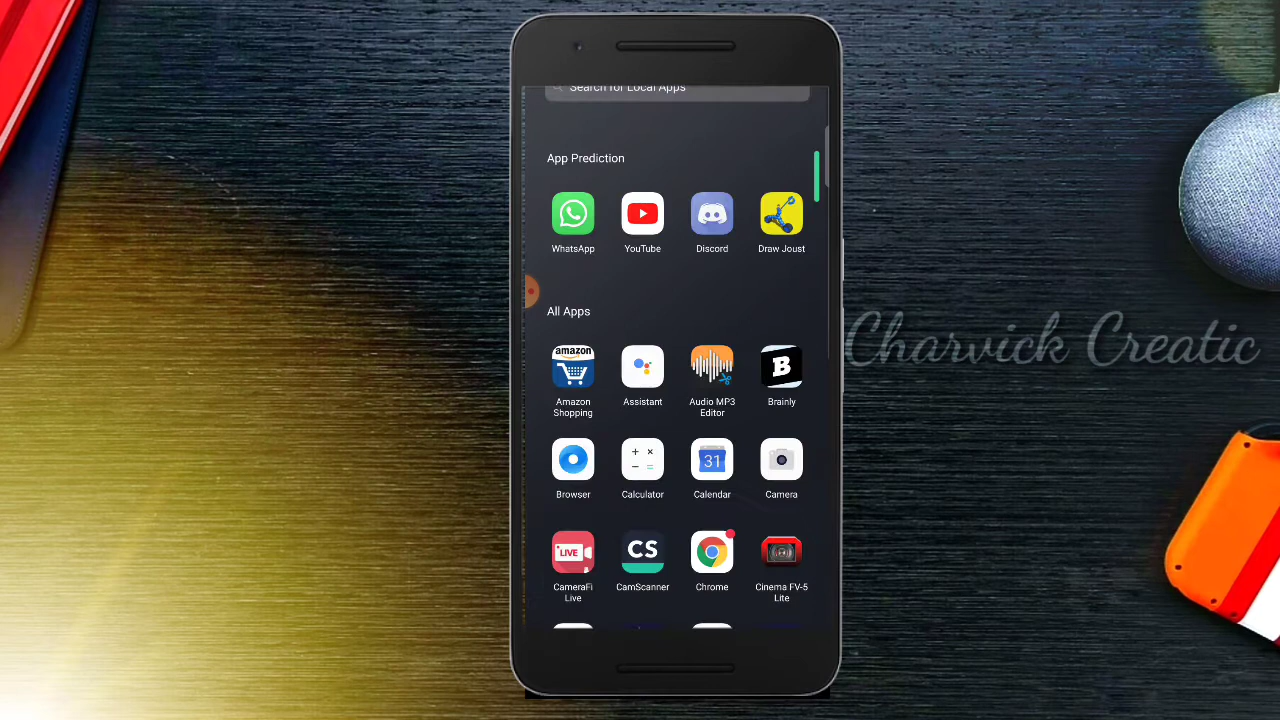 Search for Local Apps
App Prediction
WhatsApp YouTube Discord Draw Joust
All Apps
amazon
B
Amazon Shopping Assistant Audio MP3 Editor Brainly
31
Browser Calculator Calendar Camera
LIVE CS
CameraFi Live CamScanner Chrome Cinema FV-5 Lite
Charvick Creatic